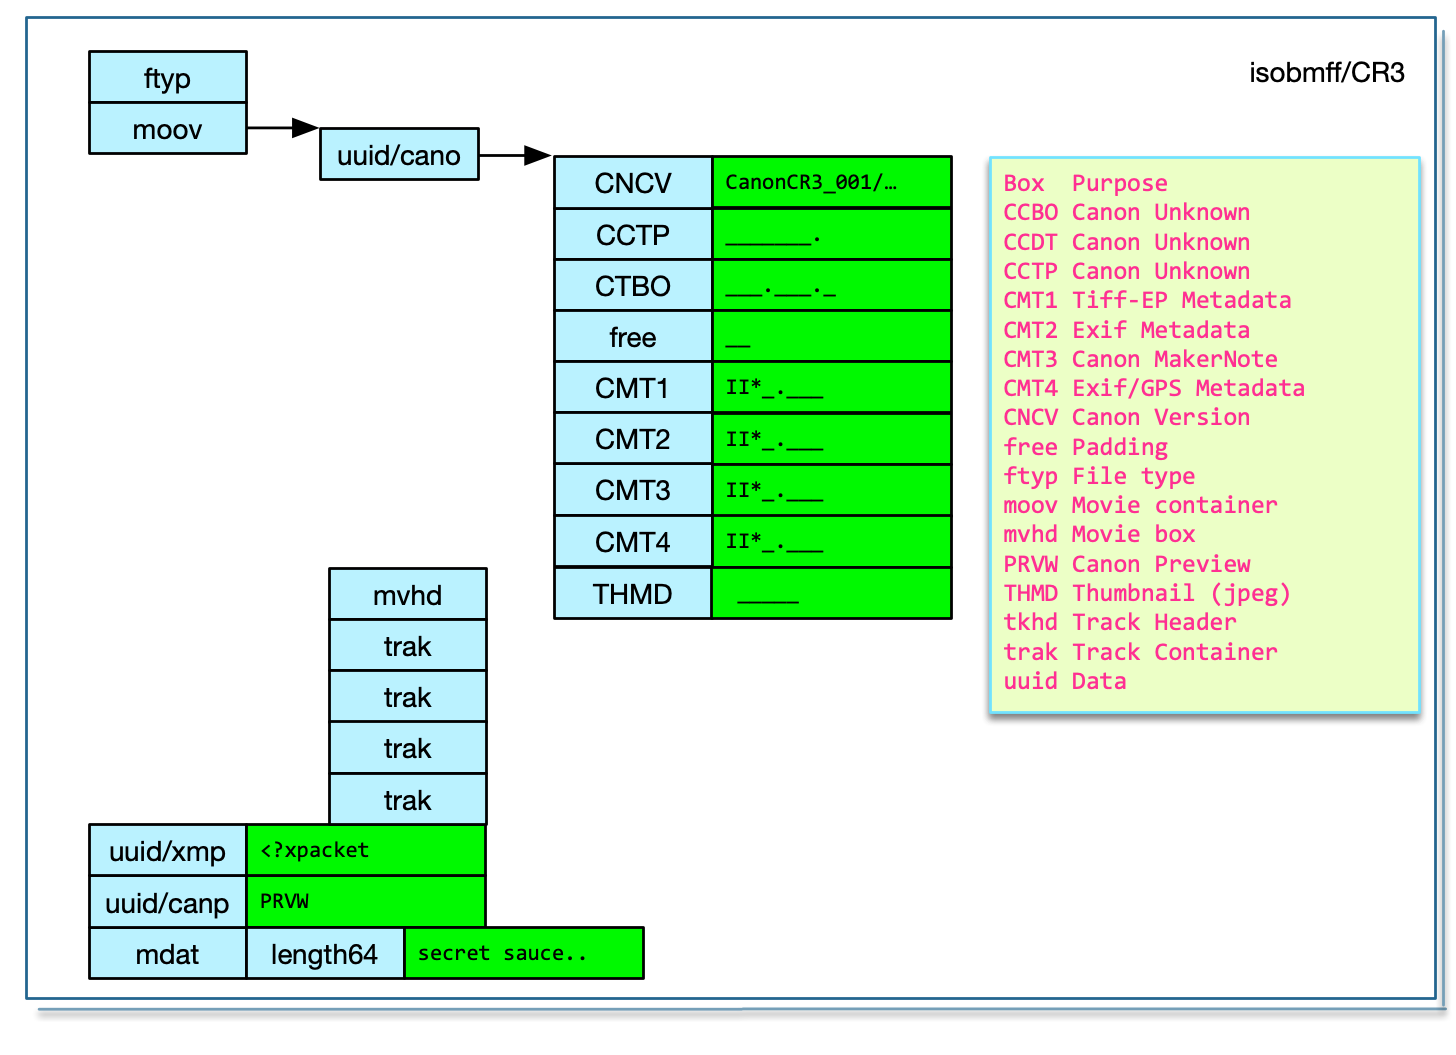 isobmff/CR3
ftyp
moov
uuid/cano
CNCV CanonCR3_001/…
CCTP _______.
CTBO ___.___._
free __
CMT1 II*_.___
CMT2 II*_.___
CMT3 II*_.___
CMT4 II*_.___
THMD _____
mvhd
trak
trak
trak
trak
uuid/xmp <?xpacket
uuid/canp PRVW
mdat length64 secret sauce..
Box Purpose
CCBO Canon Unknown
CCDT Canon Unknown
CCTP Canon Unknown
CMT1 Tiff-EP Metadata
CMT2 Exif Metadata
CMT3 Canon MakerNote
CMT4 Exif/GPS Metadata
CNCV Canon Version
free Padding
ftyp File type
moov Movie container
mvhd Movie box
PRVW Canon Preview
THMD Thumbnail (jpeg)
tkhd Track Header
trak Track Container
uuid Data